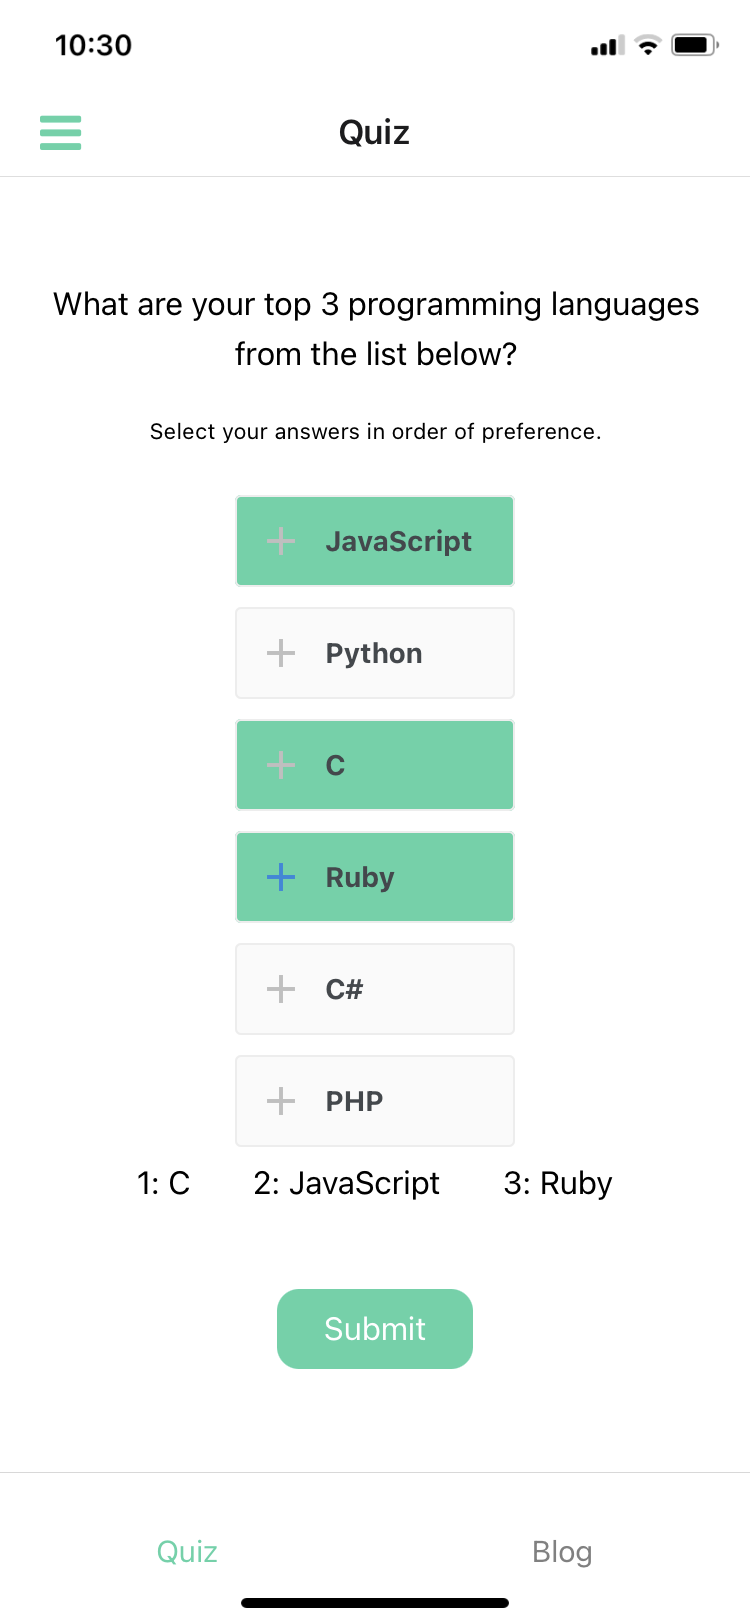 10:30
Quiz
What are your top 3 programming languages
from the list below?
Select your answers in order of preference.
JavaScript
Python
C
Ruby
C#
PHP
1: C 2: JavaScript 3: Ruby
Submit
Quiz Blog